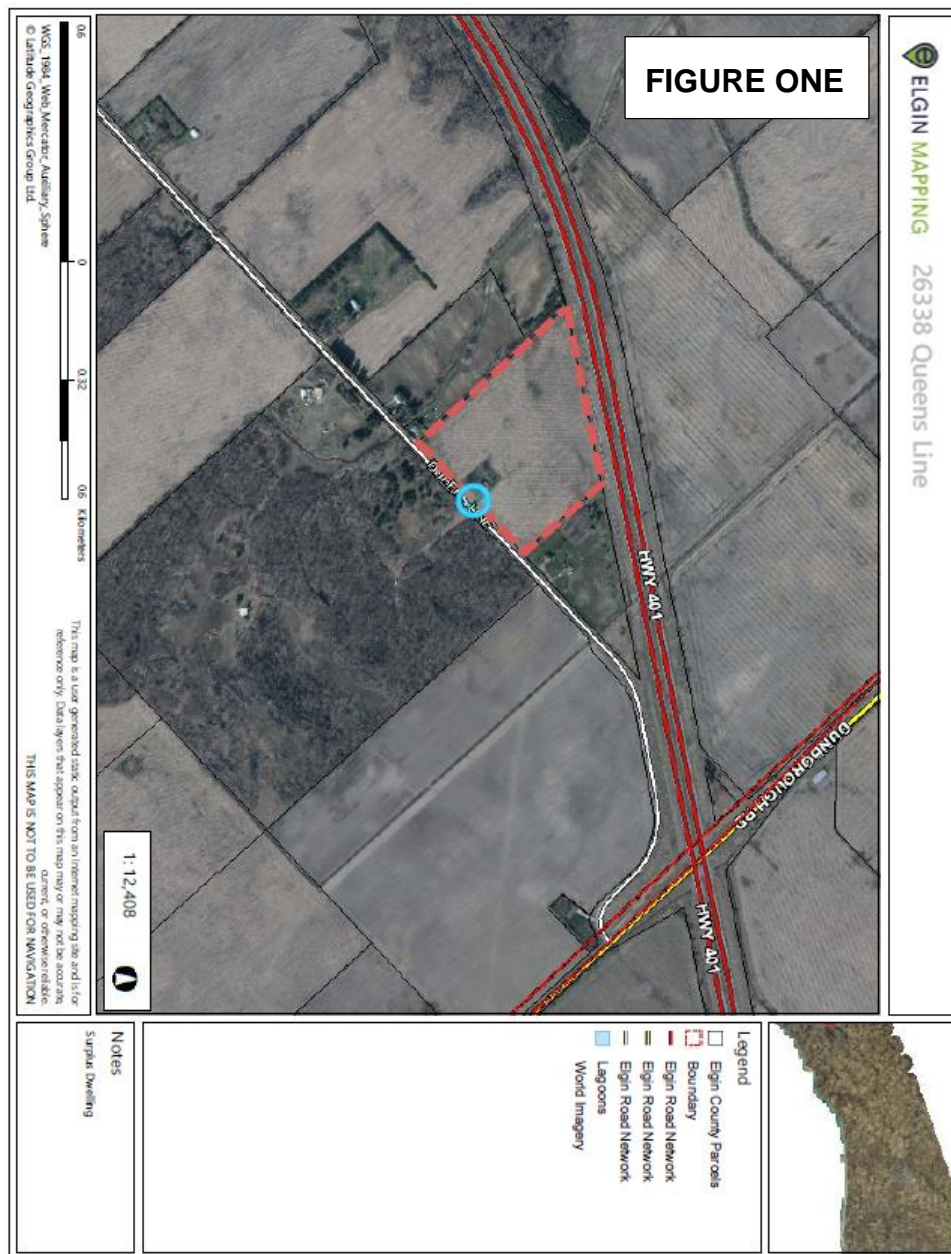 FIGURE ONE
ELGIN MAPPING
26338 Queens Line
HWY 401
HWY 401
Legend
Elgin County Parcels
Boundary
Elgin Road Network
Elgin Road Network
Elgin Road Network
Lagoons
World Imagery
Notes
Surplus Dwelling
1: 12,408
0.6
0
0.32
0.6 Kilometers
WGS_1984_Web_Mercator_Auxiliary_Sphere
© Latitude Geographics Group Ltd.
This map is a user generated static output from an Internet mapping site and is for
reference only. Data layers that appear on this map may or may not be accurate,
current, or otherwise reliable.
THIS MAP IS NOT TO BE USED FOR NAVIGATION